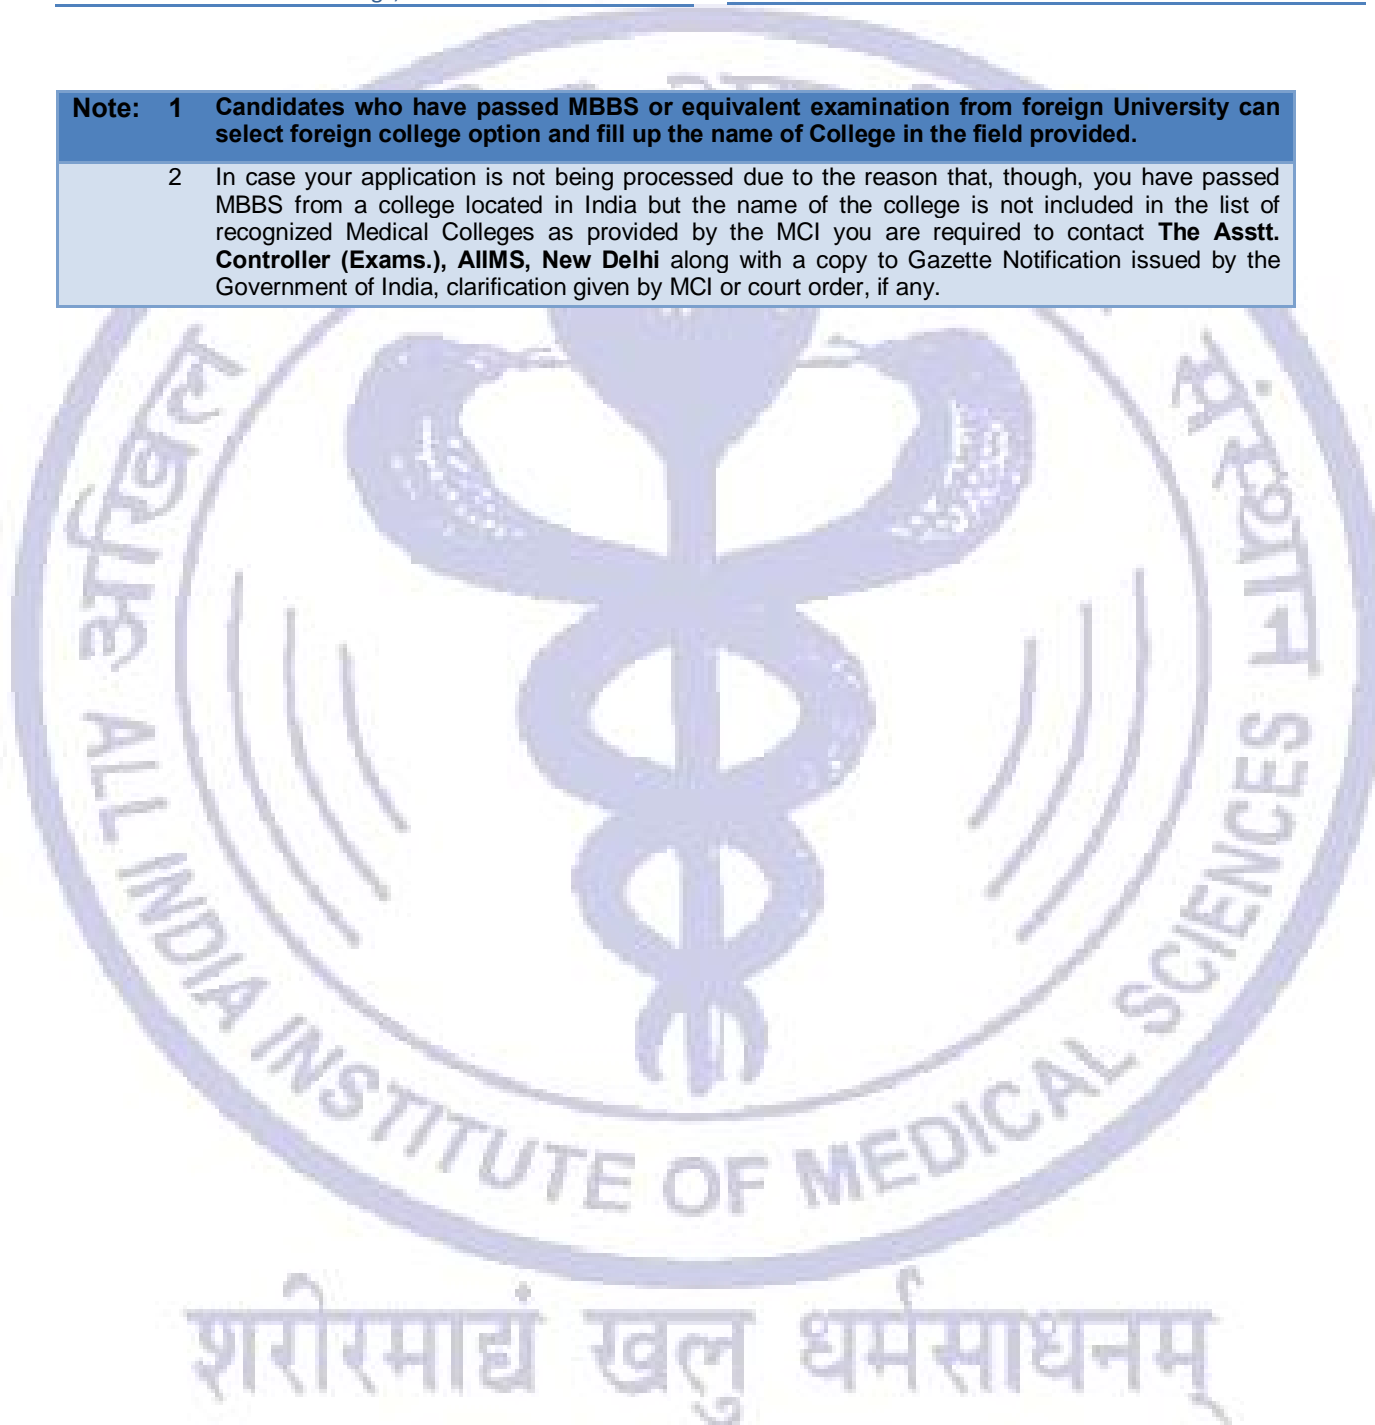 Note: 1 Candidates who have passed MBBS or equivalent examination from foreign University can
select foreign college option and fill up the name of College in the field provided.
2 In case your application is not being processed due to the reason that, though, you have passed
MBBS from a college located in India but the name of the college is not included in the list of
recognized Medical Colleges as provided by the MCI you are required to contact The Asstt.
Controller (Exams.), AIIMS, New Delhi along with a copy to Gazette Notification issued by the
Government of India, clarification given by MCI or court order, if any.
अखिल
संस्थान
ALL INDIA INSTITUTE OF MEDICAL SCIENCES
शरीरमाद्यं खलु धर्मसाधनम्